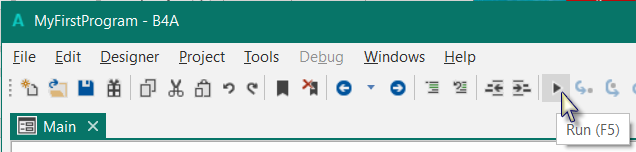 A MyFirstProgram - B4A
File Edit Designer Project Tools Debug Windows Help
Main
Run (F5)